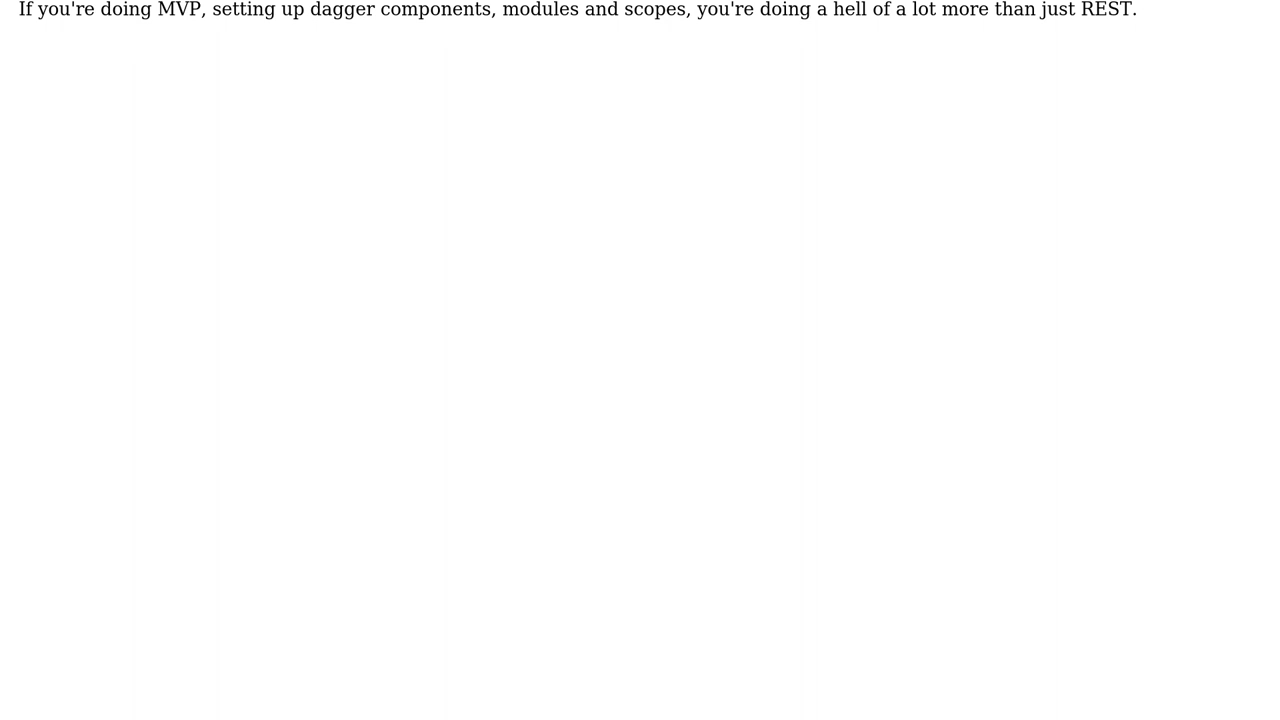 If you're doing MVP, setting up dagger components, modules and scopes, you're doing a hell of a lot more than just REST.